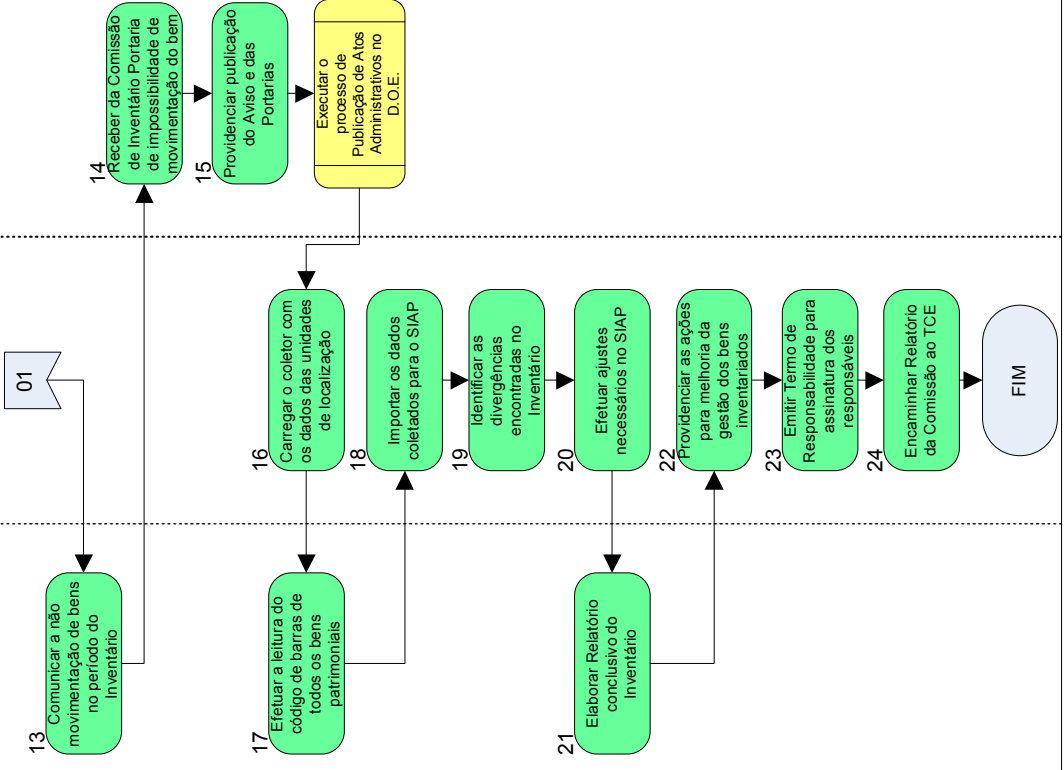 01
13
Comunicar a não
movimentação de bens
no período do
Inventário
14
Receber da Comissão
de Inventário Portaria
de impossibilidade de
movimentação do bem
15
Providenciar publicação
do Aviso e das
Portarias
Executar o
processo de
Publicação de Atos
Administrativos no
D.O.E.
16
Carregar o coletor com
os dados das unidades
de localização
17
Efetuar a leitura do
código de barras de
todos os bens
patrimoniais
18
Importar os dados
coletados para o SIAP
19
Identificar as
divergências
encontradas no
Inventário
20
Efetuar ajustes
necessários no SIAP
21
Elaborar Relatório
conclusivo do
Inventário
22
Providenciar as ações
para melhoria da
gestão dos bens
inventariados
23
Emitir Termo de
Responsabilidade para
assinatura dos
responsáveis
24
Encaminhar Relatório
da Comissão ao TCE
FIM